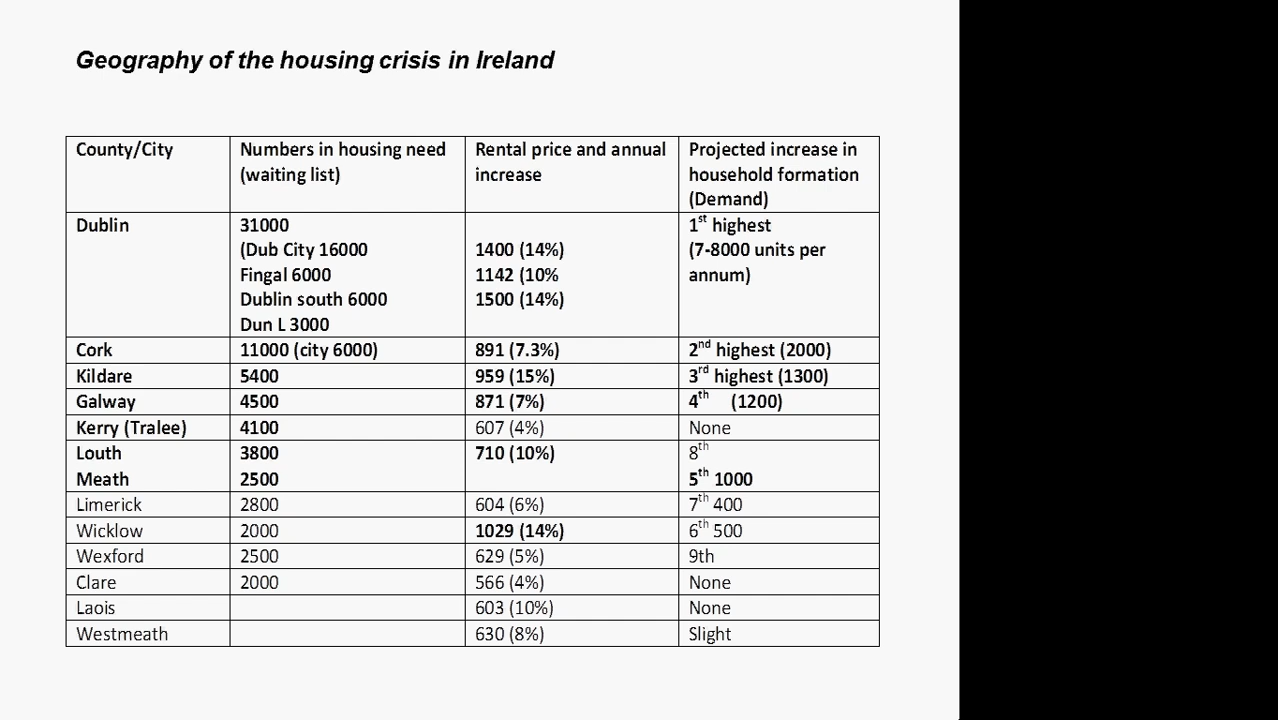 Geography of the housing crisis in Ireland
County/City Numbers in housing need (waiting list) Rental price and annual increase Projected increase in household formation (Demand)
Dublin 31000 1st highest
(Dub City 16000 1400 (14%) (7-8000 units per
Fingal 6000 1142 (10% annum)
Dublin south 6000 1500 (14%)
Dun L 3000
Cork 11000 (city 6000) 891 (7.3%) 2nd highest (2000)
Kildare 5400 959 (15%) 3rd highest (1300)
Galway 4500 871 (7%) 4th (1200)
Kerry (Tralee) 4100 607 (4%) None
Louth 3800 710 (10%) 8th
Meath 2500 5th 1000
Limerick 2800 604 (6%) 7th 400
Wicklow 2000 1029 (14%) 6th 500
Wexford 2500 629 (5%) 9th
Clare 2000 566 (4%) None
Laois 603 (10%) None
Westmeath 630 (8%) Slight